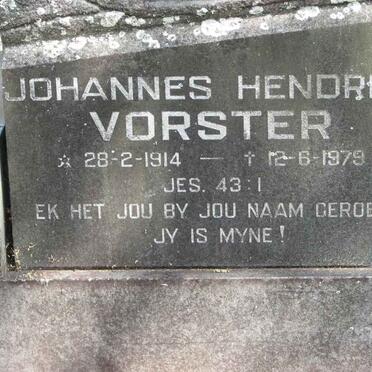 JOHANNES HENDR
VORSTER
☆ 28-2-1914 — † 12-6-1979
JES. 43:1
EK HET JOU BY JOU NAAM GEROE
JY IS MYNE!